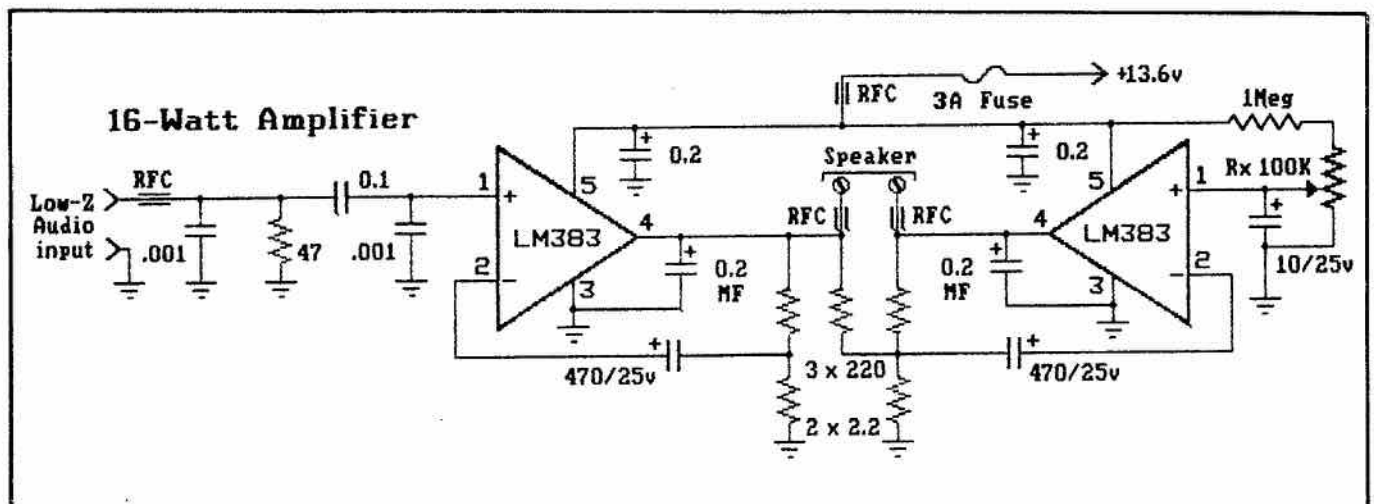 +13.6v
RFC
3A Fuse
1Meg
16-Watt Amplifier
+
0.2
+
0.2
Speaker
RFC
0.1
1
+
5
5
+
1
Rx 100K
Low-Z
Audio
input
.001
47
.001
LM383
4
RFC
RFC
4
LM383
+
10/25v
2
-
3
+
0.2
MF
+
0.2
MF
3
-
2
+
470/25v
3 x 220
+
470/25v
2 x 2.2